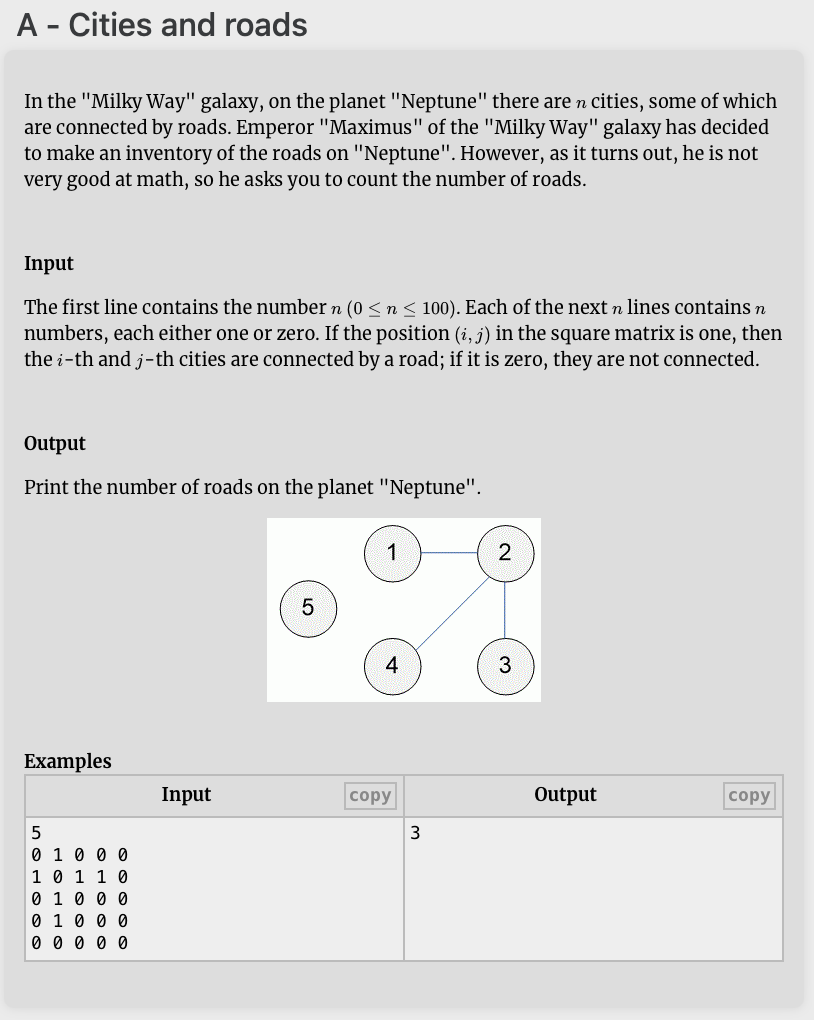 A - Cities and roads
In the "Milky Way" galaxy, on the planet "Neptune" there are n cities, some of which
are connected by roads. Emperor "Maximus" of the "Milky Way" galaxy has decided
to make an inventory of the roads on "Neptune". However, as it turns out, he is not
very good at math, so he asks you to count the number of roads.
Input
The first line contains the number n (0 ≤ n ≤ 100). Each of the next n lines contains n
numbers, each either one or zero. If the position (i, j) in the square matrix is one, then
the i-th and j-th cities are connected by a road; if it is zero, they are not connected.
Output
Print the number of roads on the planet "Neptune".
1 2
5
4 3
Examples
Input copy Output copy
5 3
0 1 0 0 0
1 0 1 1 0
0 1 0 0 0
0 1 0 0 0
0 0 0 0 0